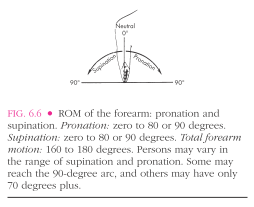 Neutral
0°
Supination
Pronation
90°
90°
FIG. 6.6 • ROM of the forearm: pronation and
supination. Pronation: zero to 80 or 90 degrees.
Supination: zero to 80 or 90 degrees. Total forearm
motion: 160 to 180 degrees. Persons may vary in
the range of supination and pronation. Some may
reach the 90-degree arc, and others may have only
70 degrees plus.